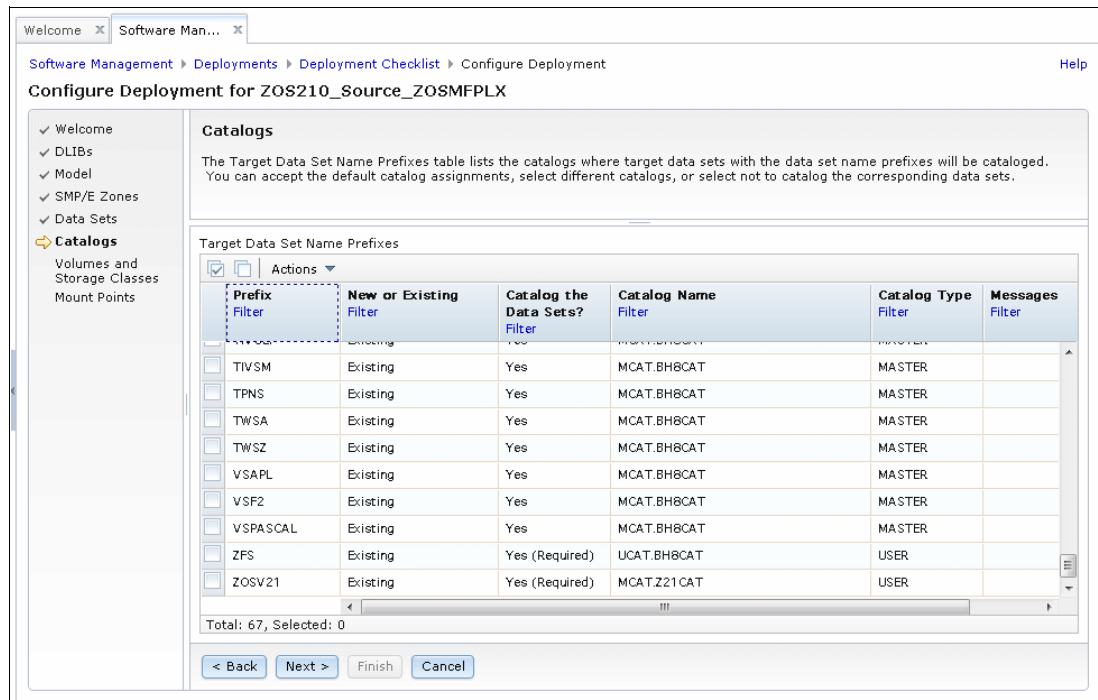 Welcome x Software Man... x
Software Management Deployments Deployment Checklist Configure Deployment Help
Configure Deployment for ZOS210_Source_ZOSMFPLX
Welcome
DLIBs
Model
SMP/E Zones
Data Sets
Catalogs
Volumes and
Storage Classes
Mount Points
Catalogs
The Target Data Set Name Prefixes table lists the catalogs where target data sets with the data set name prefixes will be cataloged.
You can accept the default catalog assignments, select different catalogs, or select not to catalog the corresponding data sets.
Target Data Set Name Prefixes
Actions
Prefix New or Existing Catalog the Catalog Name Catalog Type Messages
Filter Filter Data Sets? Filter Filter Filter
Filter
TIVSM Existing Yes MCAT.BH8CAT MASTER
TPNS Existing Yes MCAT.BH8CAT MASTER
TWSA Existing Yes MCAT.BH8CAT MASTER
TWSZ Existing Yes MCAT.BH8CAT MASTER
VSAPL Existing Yes MCAT.BH8CAT MASTER
VSF2 Existing Yes MCAT.BH8CAT MASTER
VSPASCAL Existing Yes MCAT.BH8CAT MASTER
ZFS Existing Yes (Required) UCAT.BH8CAT USER
ZOSV21 Existing Yes (Required) MCAT.Z21CAT USER
Total: 67, Selected: 0
< Back Next > Finish Cancel